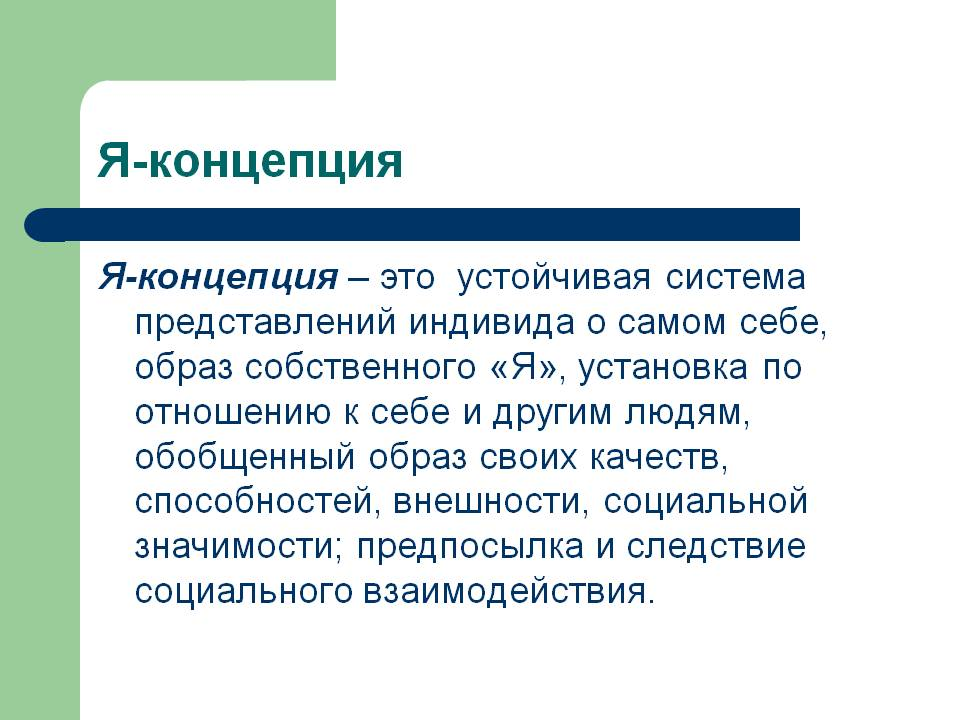 Я-концепция
Я-концепция – это  устойчивая система
представлений индивида о самом себе,
образ собственного «Я», установка по
отношению к себе и другим людям,
обобщенный образ своих качеств,
способностей, внешности, социальной
значимости; предпосылка и следствие
социального взаимодействия.